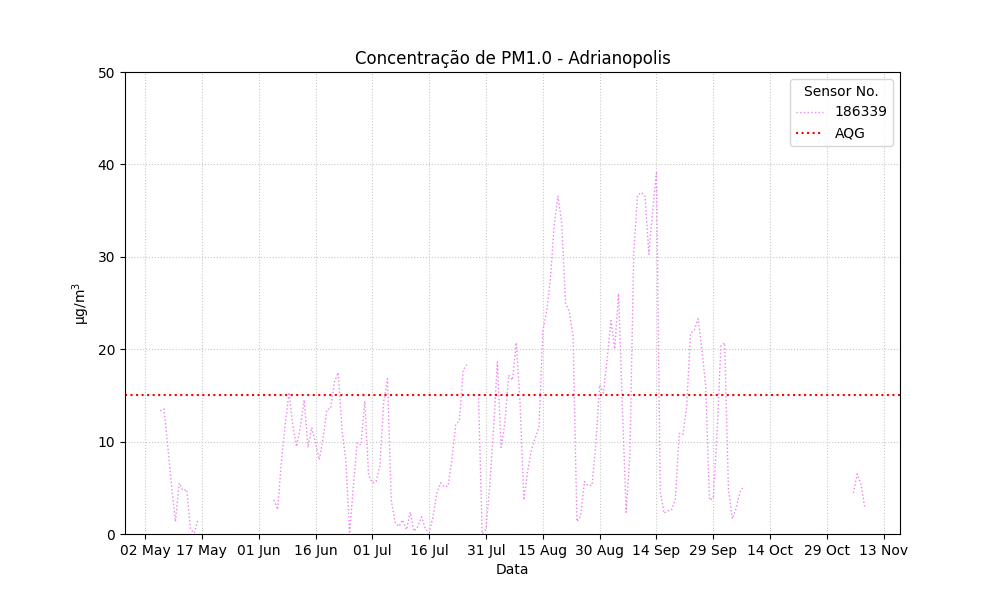 Concentração de PM1.0 - Adrianopolis
Sensor No.
186339
AQG
50
40
30
20
10
0
µg/m³
02 May 17 May 01 Jun 16 Jun 01 Jul 16 Jul 31 Jul 15 Aug 30 Aug 14 Sep 29 Sep 14 Oct 29 Oct 13 Nov
Data